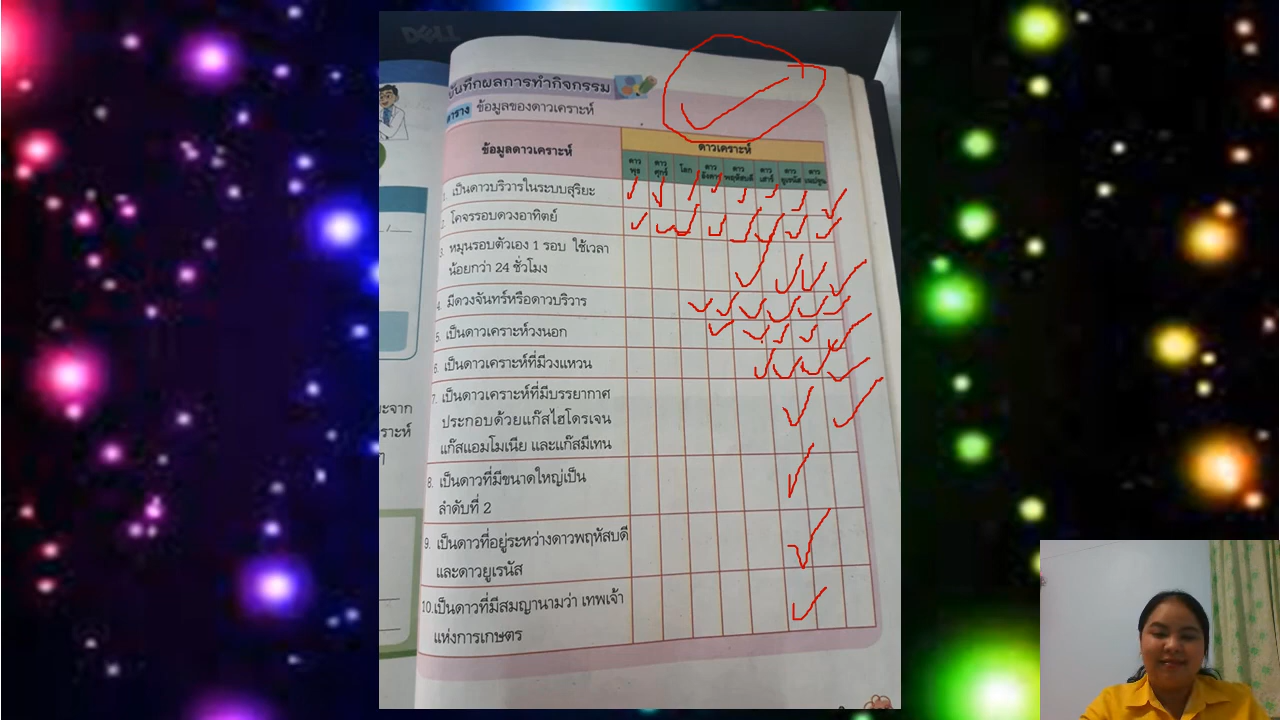 DELL
บันทึกผลการทำกิจกรรม
ตาราง ข้อมูลของดาวเคราะห์
ข้อมูลดาวเคราะห์
ดาวเคราะห์
ดาวพุธ ดาวศุกร์ โลก ดาวอังคาร ดาวพฤหัสบดี ดาวเสาร์ ดาวยูเรนัส ดาวเนปจูน
1. เป็นดาวบริวารในระบบสุริยะ
2. โคจรรอบดวงอาทิตย์
3. หมุนรอบตัวเอง 1 รอบ ใช้เวลา
น้อยกว่า 24 ชั่วโมง
4. มีดวงจันทร์หรือดาวบริวาร
5. เป็นดาวเคราะห์วงนอก
6. เป็นดาวเคราะห์ที่มีวงแหวน
7. เป็นดาวเคราะห์ที่มีบรรยากาศ
ประกอบด้วยแก๊สไฮโดรเจน
แก๊สแอมโมเนีย และแก๊สมีเทน
8. เป็นดาวที่มีขนาดใหญ่เป็น
ลำดับที่ 2
9. เป็นดาวที่อยู่ระหว่างดาวพฤหัสบดี
และดาวยูเรนัส
10. เป็นดาวที่มีสมญานามว่า เทพเจ้า
แห่งการเกษตร